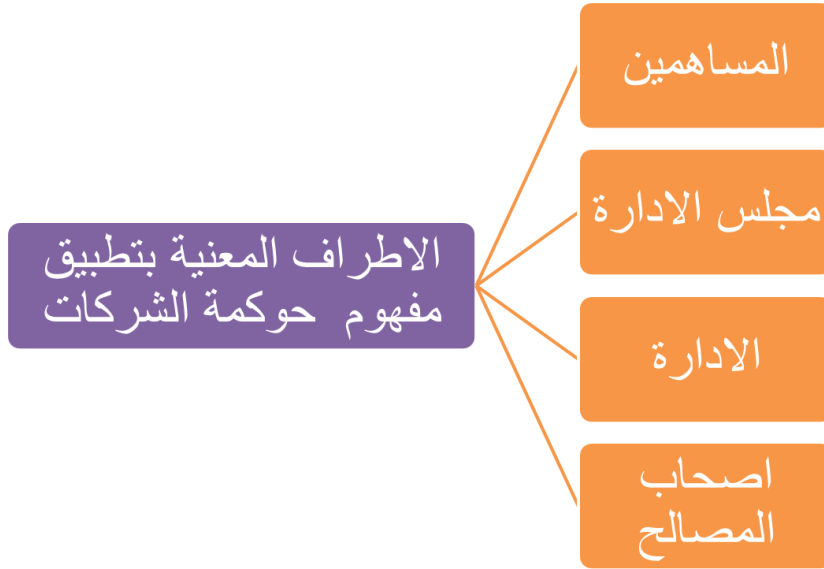 الاطراف المعنية بتطبيق
مفهوم حوكمة الشركات
المساهمين
مجلس الادارة
الادارة
اصحاب
المصالح